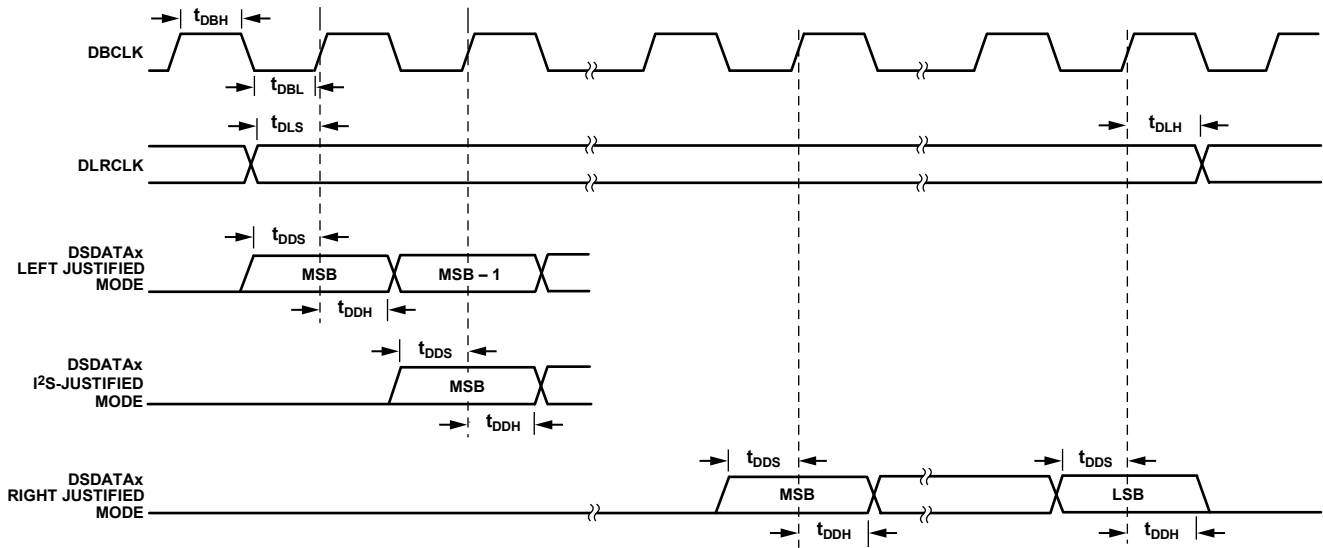 tDBH
DBCLK
tDBL
tDLS
tDLH
DLRCLK
DSDATAx
LEFT JUSTIFIED
MODE
tDDS
MSB
MSB – 1
tDDH
DSDATAx
I²S-JUSTIFIED
MODE
tDDS
MSB
tDDH
DSDATAx
RIGHT JUSTIFIED
MODE
tDDS
tDDS
MSB
LSB
tDDH
tDDH